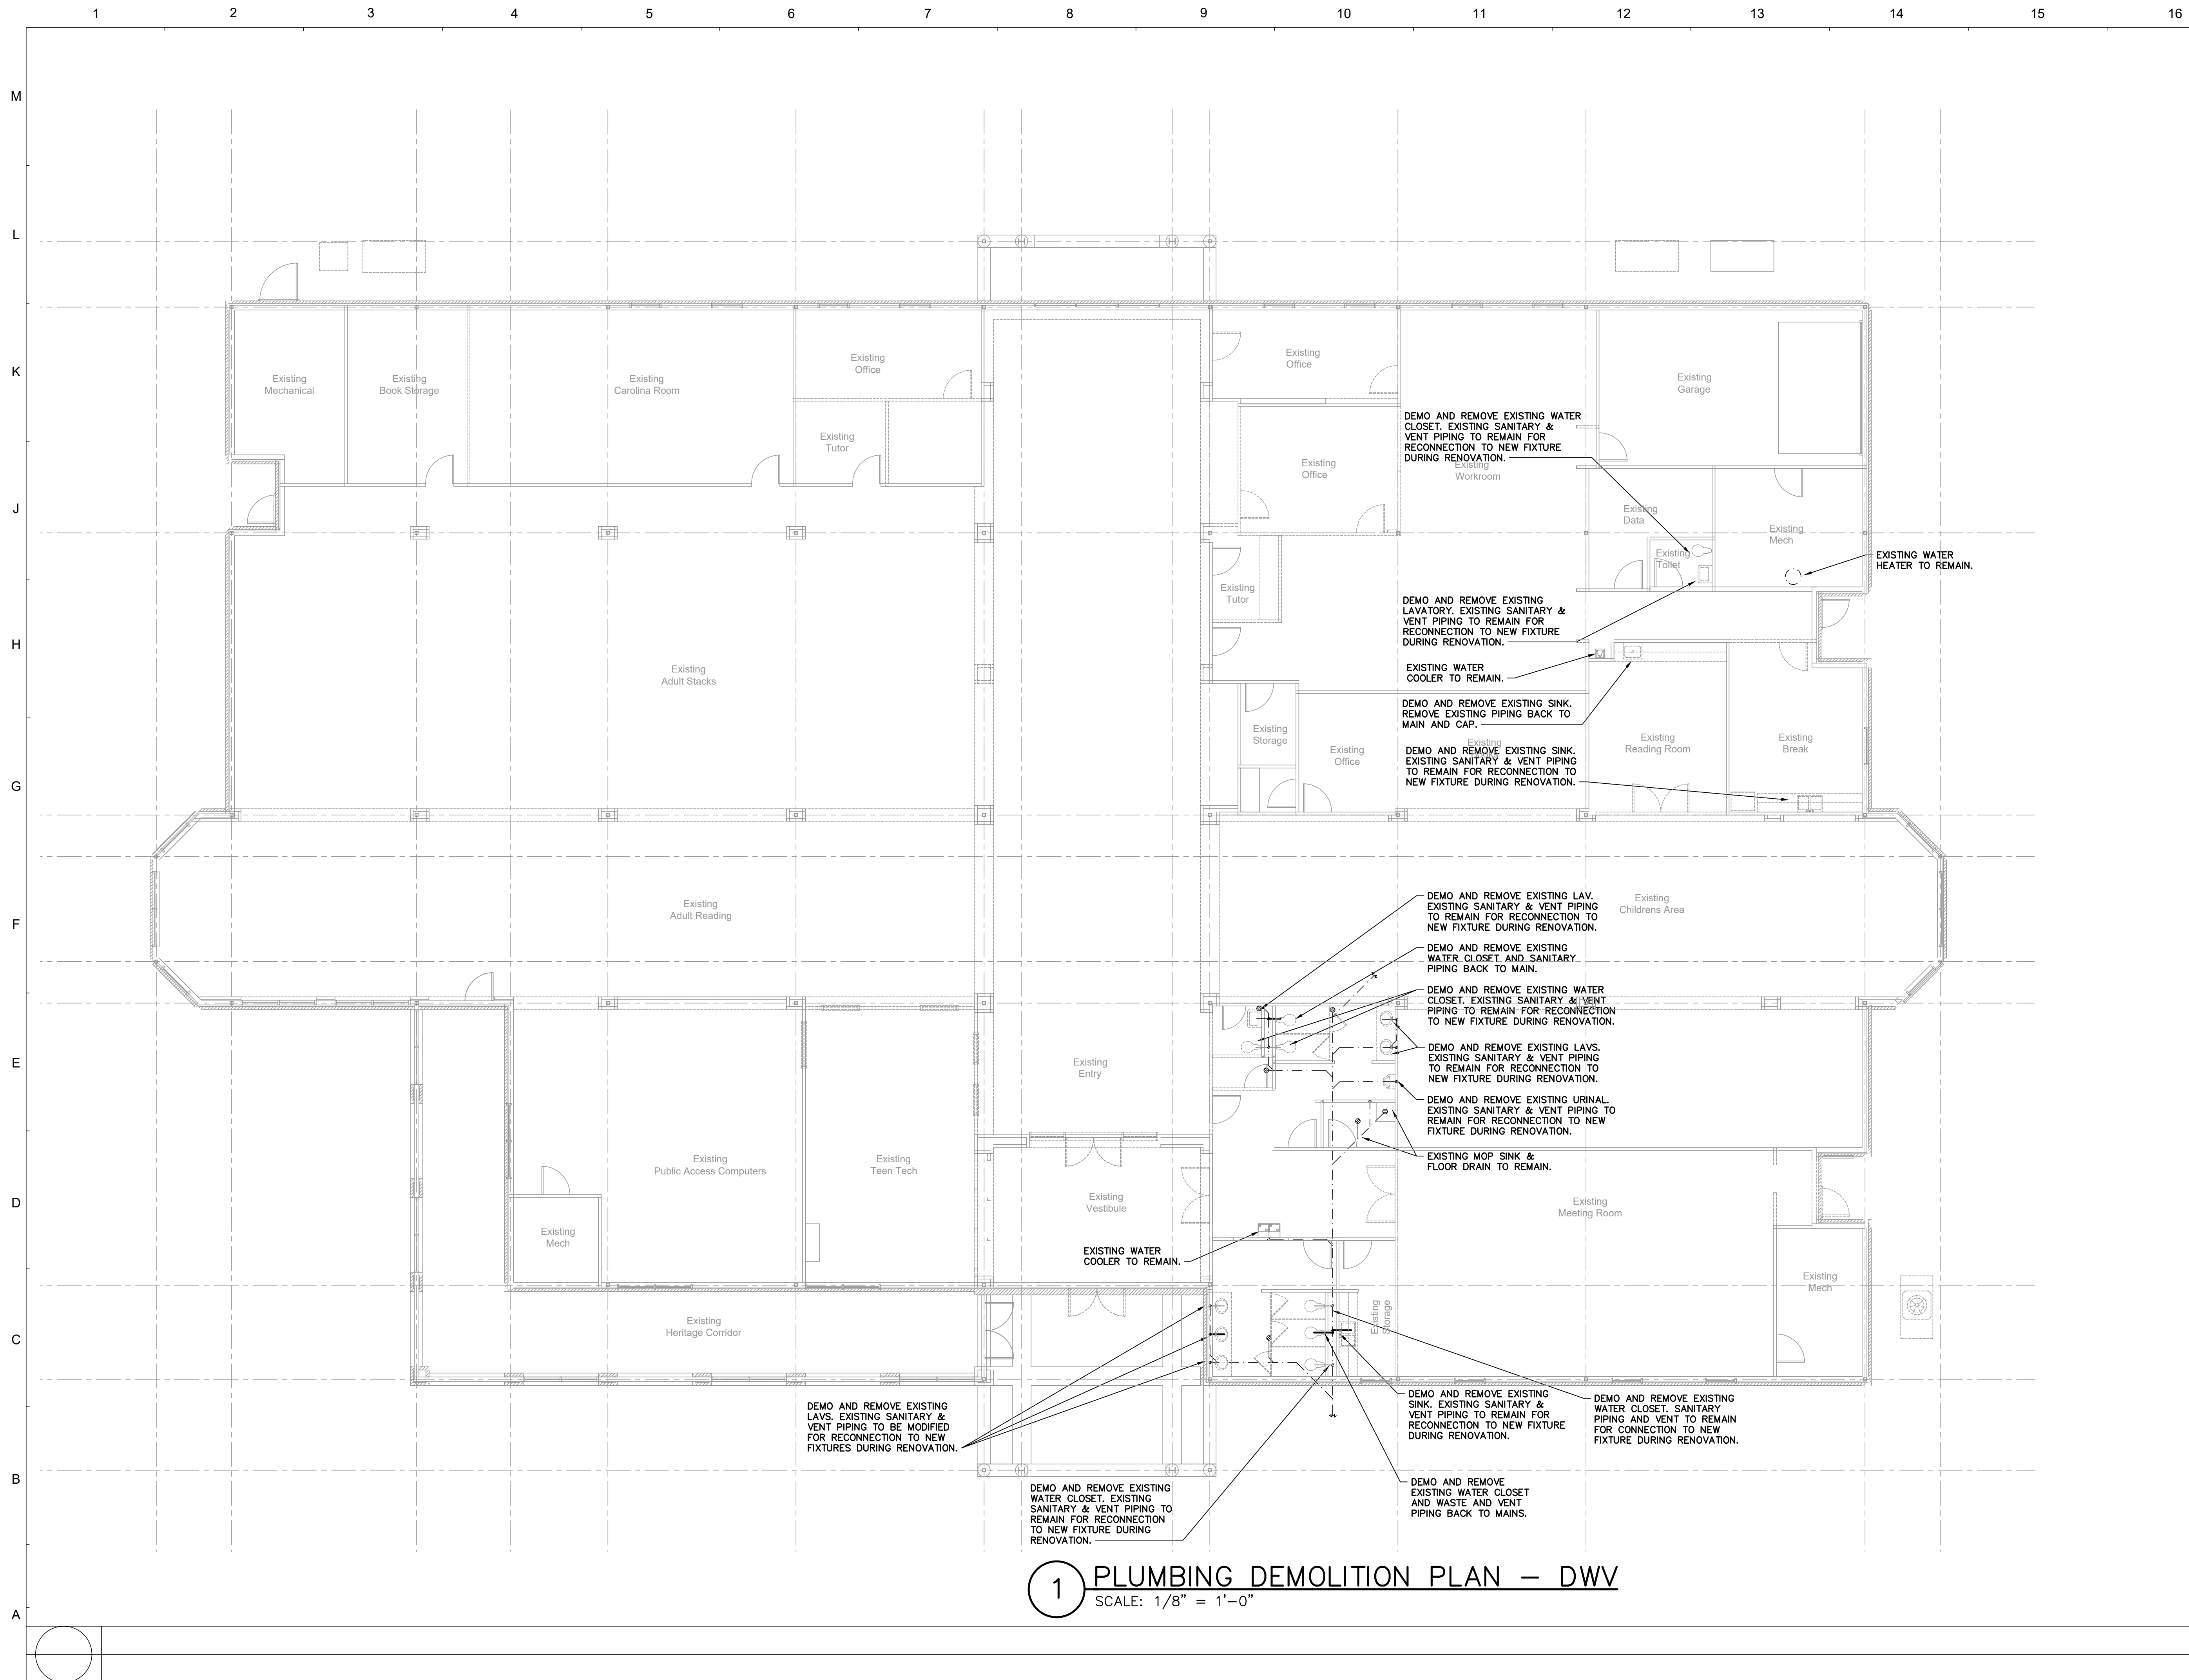 1 2 3 4 5 6 7 8 9 10 11 12 13 14 15 16
M
L
K
J
H
G
F
E
D
C
B
A
Existing
Mechanical
Existing
Book Storage
Existing
Carolina Room
Existing
Office
Existing
Tutor
Existing
Office
Existing
Office
Existing
Garage
DEMO AND REMOVE EXISTING WATER
CLOSET. EXISTING SANITARY &
VENT PIPING TO REMAIN FOR
RECONNECTION TO NEW FIXTURE
DURING RENOVATION.
Existing
Workroom
Existing
Data
Existing
Mech
Existing
Toilet
EXISTING WATER
HEATER TO REMAIN.
Existing
Tutor
DEMO AND REMOVE EXISTING
LAVATORY. EXISTING SANITARY &
VENT PIPING TO REMAIN FOR
RECONNECTION TO NEW FIXTURE
DURING RENOVATION.
EXISTING WATER
COOLER TO REMAIN.
Existing
Adult Stacks
DEMO AND REMOVE EXISTING SINK.
REMOVE EXISTING PIPING BACK TO
MAIN AND CAP.
Existing
Storage
Existing
Office
Existing
DEMO AND REMOVE EXISTING SINK.
EXISTING SANITARY & VENT PIPING
TO REMAIN FOR RECONNECTION TO
NEW FIXTURE DURING RENOVATION.
Existing
Reading Room
Existing
Break
Existing
Adult Reading
DEMO AND REMOVE EXISTING LAV.
EXISTING SANITARY & VENT PIPING
TO REMAIN FOR RECONNECTION TO
NEW FIXTURE DURING RENOVATION.
Existing
Childrens Area
DEMO AND REMOVE EXISTING
WATER CLOSET AND SANITARY
PIPING BACK TO MAIN.
DEMO AND REMOVE EXISTING WATER
CLOSET. EXISTING SANITARY & VENT
PIPING TO REMAIN FOR RECONNECTION
TO NEW FIXTURE DURING RENOVATION.
DEMO AND REMOVE EXISTING LAVS.
EXISTING SANITARY & VENT PIPING
TO REMAIN FOR RECONNECTION TO
NEW FIXTURE DURING RENOVATION.
Existing
Entry
DEMO AND REMOVE EXISTING URINAL.
EXISTING SANITARY & VENT PIPING TO
REMAIN FOR RECONNECTION TO NEW
FIXTURE DURING RENOVATION.
EXISTING MOP SINK &
FLOOR DRAIN TO REMAIN.
Existing
Public Access Computers
Existing
Teen Tech
Existing
Vestibule
Existing
Meeting Room
Existing
Mech
EXISTING WATER
COOLER TO REMAIN.
Existing
Mech
Existing
Heritage Corridor
Existing
Storage
DEMO AND REMOVE EXISTING
LAVS. EXISTING SANITARY &
VENT PIPING TO BE MODIFIED
FOR RECONNECTION TO NEW
FIXTURES DURING RENOVATION.
DEMO AND REMOVE EXISTING
SINK. EXISTING SANITARY &
VENT PIPING TO REMAIN FOR
RECONNECTION TO NEW FIXTURE
DURING RENOVATION.
DEMO AND REMOVE EXISTING
WATER CLOSET. SANITARY
PIPING AND VENT TO REMAIN
FOR CONNECTION TO NEW
FIXTURE DURING RENOVATION.
DEMO AND REMOVE EXISTING
WATER CLOSET. EXISTING
SANITARY & VENT PIPING TO
REMAIN FOR RECONNECTION
TO NEW FIXTURE DURING
RENOVATION.
DEMO AND REMOVE
EXISTING WATER CLOSET
AND WASTE AND VENT
PIPING BACK TO MAINS.
1 PLUMBING DEMOLITION PLAN – DWV
SCALE: 1/8" = 1'-0"